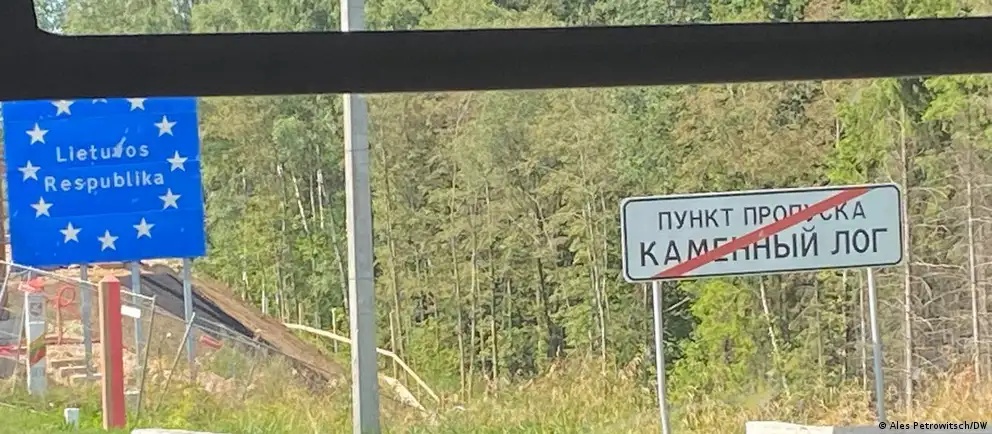 Lietuvos
Respublika
ПУНКТ ПРОПУСКА
КАМЕННЫЙ ЛОГ
© Ales Petrowitsch/DW